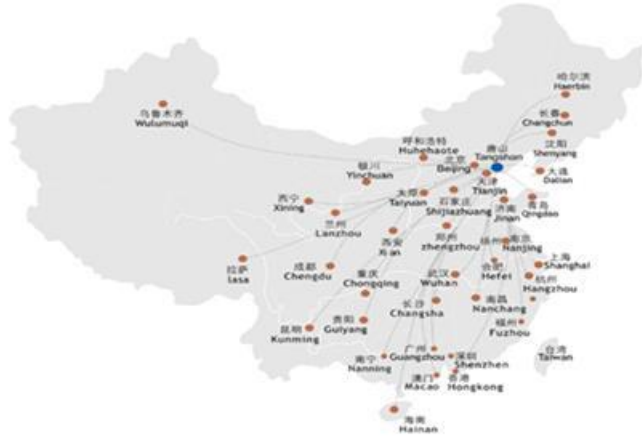 哈尔滨
Haerbin
乌鲁木齐
Wulumuqi
长春
Changchun
沈阳
Shenyang
呼和浩特
Huhehaote
唐山
Tangshan
北京
Beijing
大连
Dalian
银川
Yinchuan
天津
Tianjin
太原
Taiyuan
西宁
Xining
石家庄
Shijiazhuang
济南
Jinan
青岛
Qingdao
兰州
Lanzhou
西安
Xi an
郑州
zhengzhou
扬州
南京
Nanjing
拉萨
lasa
成都
Chengdu
重庆
Chongqing
武汉
Wuhan
合肥
Hefei
上海
Shanghai
杭州
Hangzhou
长沙
Changsha
南昌
Nanchang
昆明
Kunming
贵阳
Guiyang
福州
Fuzhou
南宁
Nanning
广州
Guangzhou
深圳
Shenzhen
台湾
Taiwan
澳门
Macao
香港
Hongkong
海南
Hainan